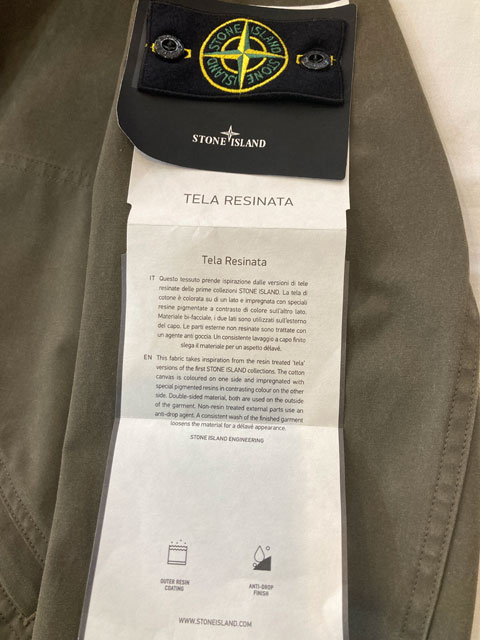 STONE ISLAND
STONE ISLAND
STONE ISLAND
TELA RESINATA
Tela Resinata
IT Questo tessuto prende ispirazione dalle versioni di tele
resinate delle prime collezioni STONE ISLAND. La tela di
cotone è colorata su di un lato e impregnata con speciali
resine pigmentate a contrasto di colore sull'altro lato.
Materiale bi-facciale, i due lati sono utilizzati sull'esterno
del capo. Le parti esterne non resinate sono trattate con
un agente anti goccia. Un consistente lavaggio a capo finito
slega il materiale per un aspetto délavé.
EN This fabric takes inspiration from the resin treated 'tela'
versions of the first STONE ISLAND collections. The cotton
canvas is coloured on one side and impregnated with
special pigmented resins in contrasting colour on the other
side. Double-sided material, both are used on the outside
of the garment. Non-resin treated external parts use an
anti-drop agent. A consistent wash of the finished garment
loosens the material for a délavé appearance.
STONE ISLAND ENGINEERING
OUTER RESIN
COATING
ANTI-DROP
FINISH
WWW.STONEISLAND.COM